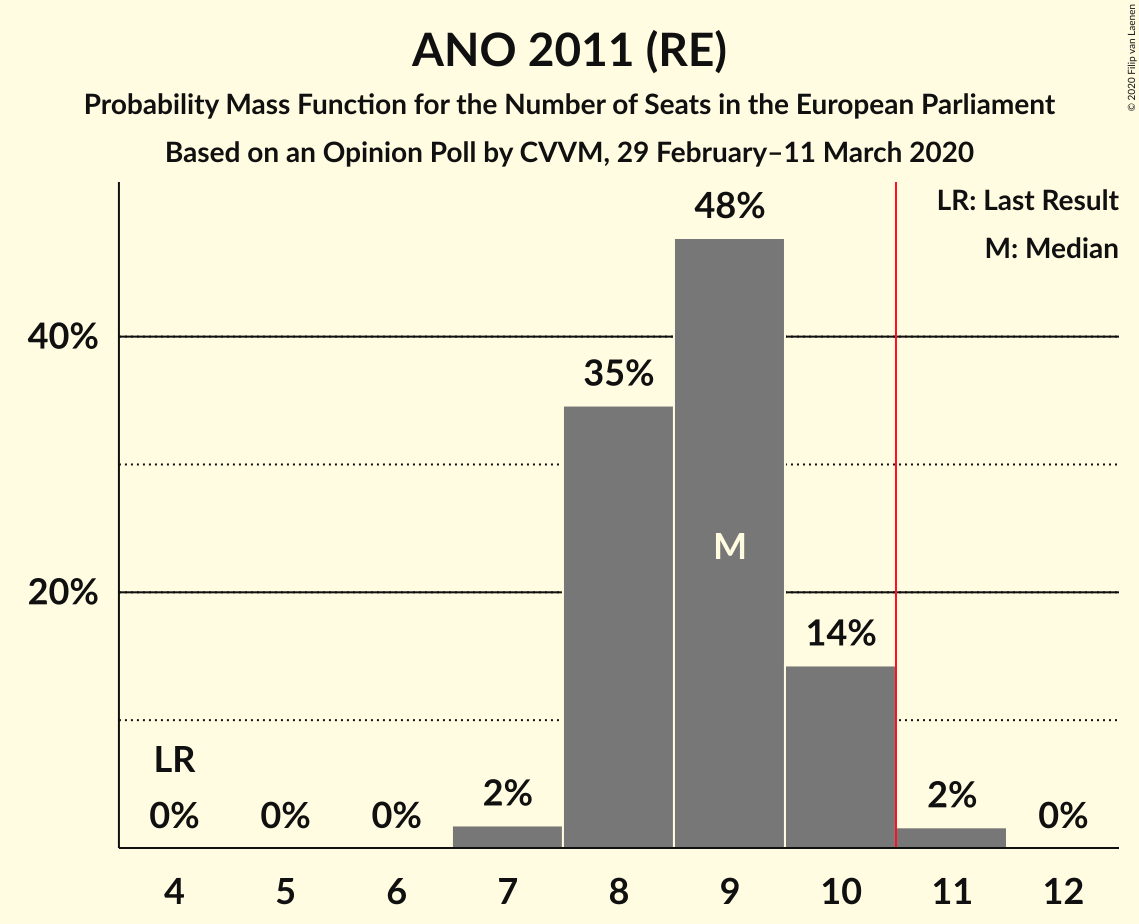 ANO 2011 (RE)
Probability Mass Function for the Number of Seats in the European Parliament
Based on an Opinion Poll by CVVM, 29 February–11 March 2020
© 2020 Filip van Laenen
LR: Last Result
M: Median
40%
20%
LR
0%
0%
0%
2%
35%
48%
M
14%
2%
0%
4
5
6
7
8
9
10
11
12